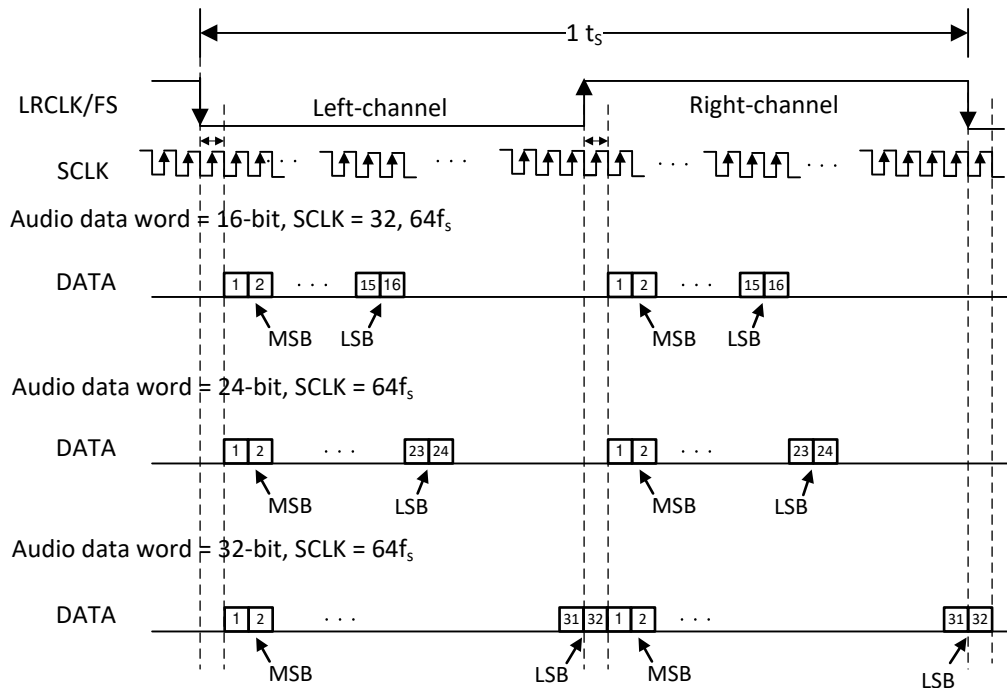 1 ts
LRCLK/FS
Left-channel
Right-channel
SCLK
Audio data word = 16-bit, SCLK = 32, 64fs
DATA
1 2 · · · 15 16 1 2 · · · 15 16
MSB LSB MSB LSB
Audio data word = 24-bit, SCLK = 64fs
DATA
1 2 · · · 23 24 1 2 · · · 23 24
MSB LSB MSB LSB
Audio data word = 32-bit, SCLK = 64fs
DATA
1 2 · · · 31 32 1 2 · · · 31 32
MSB LSB MSB LSB